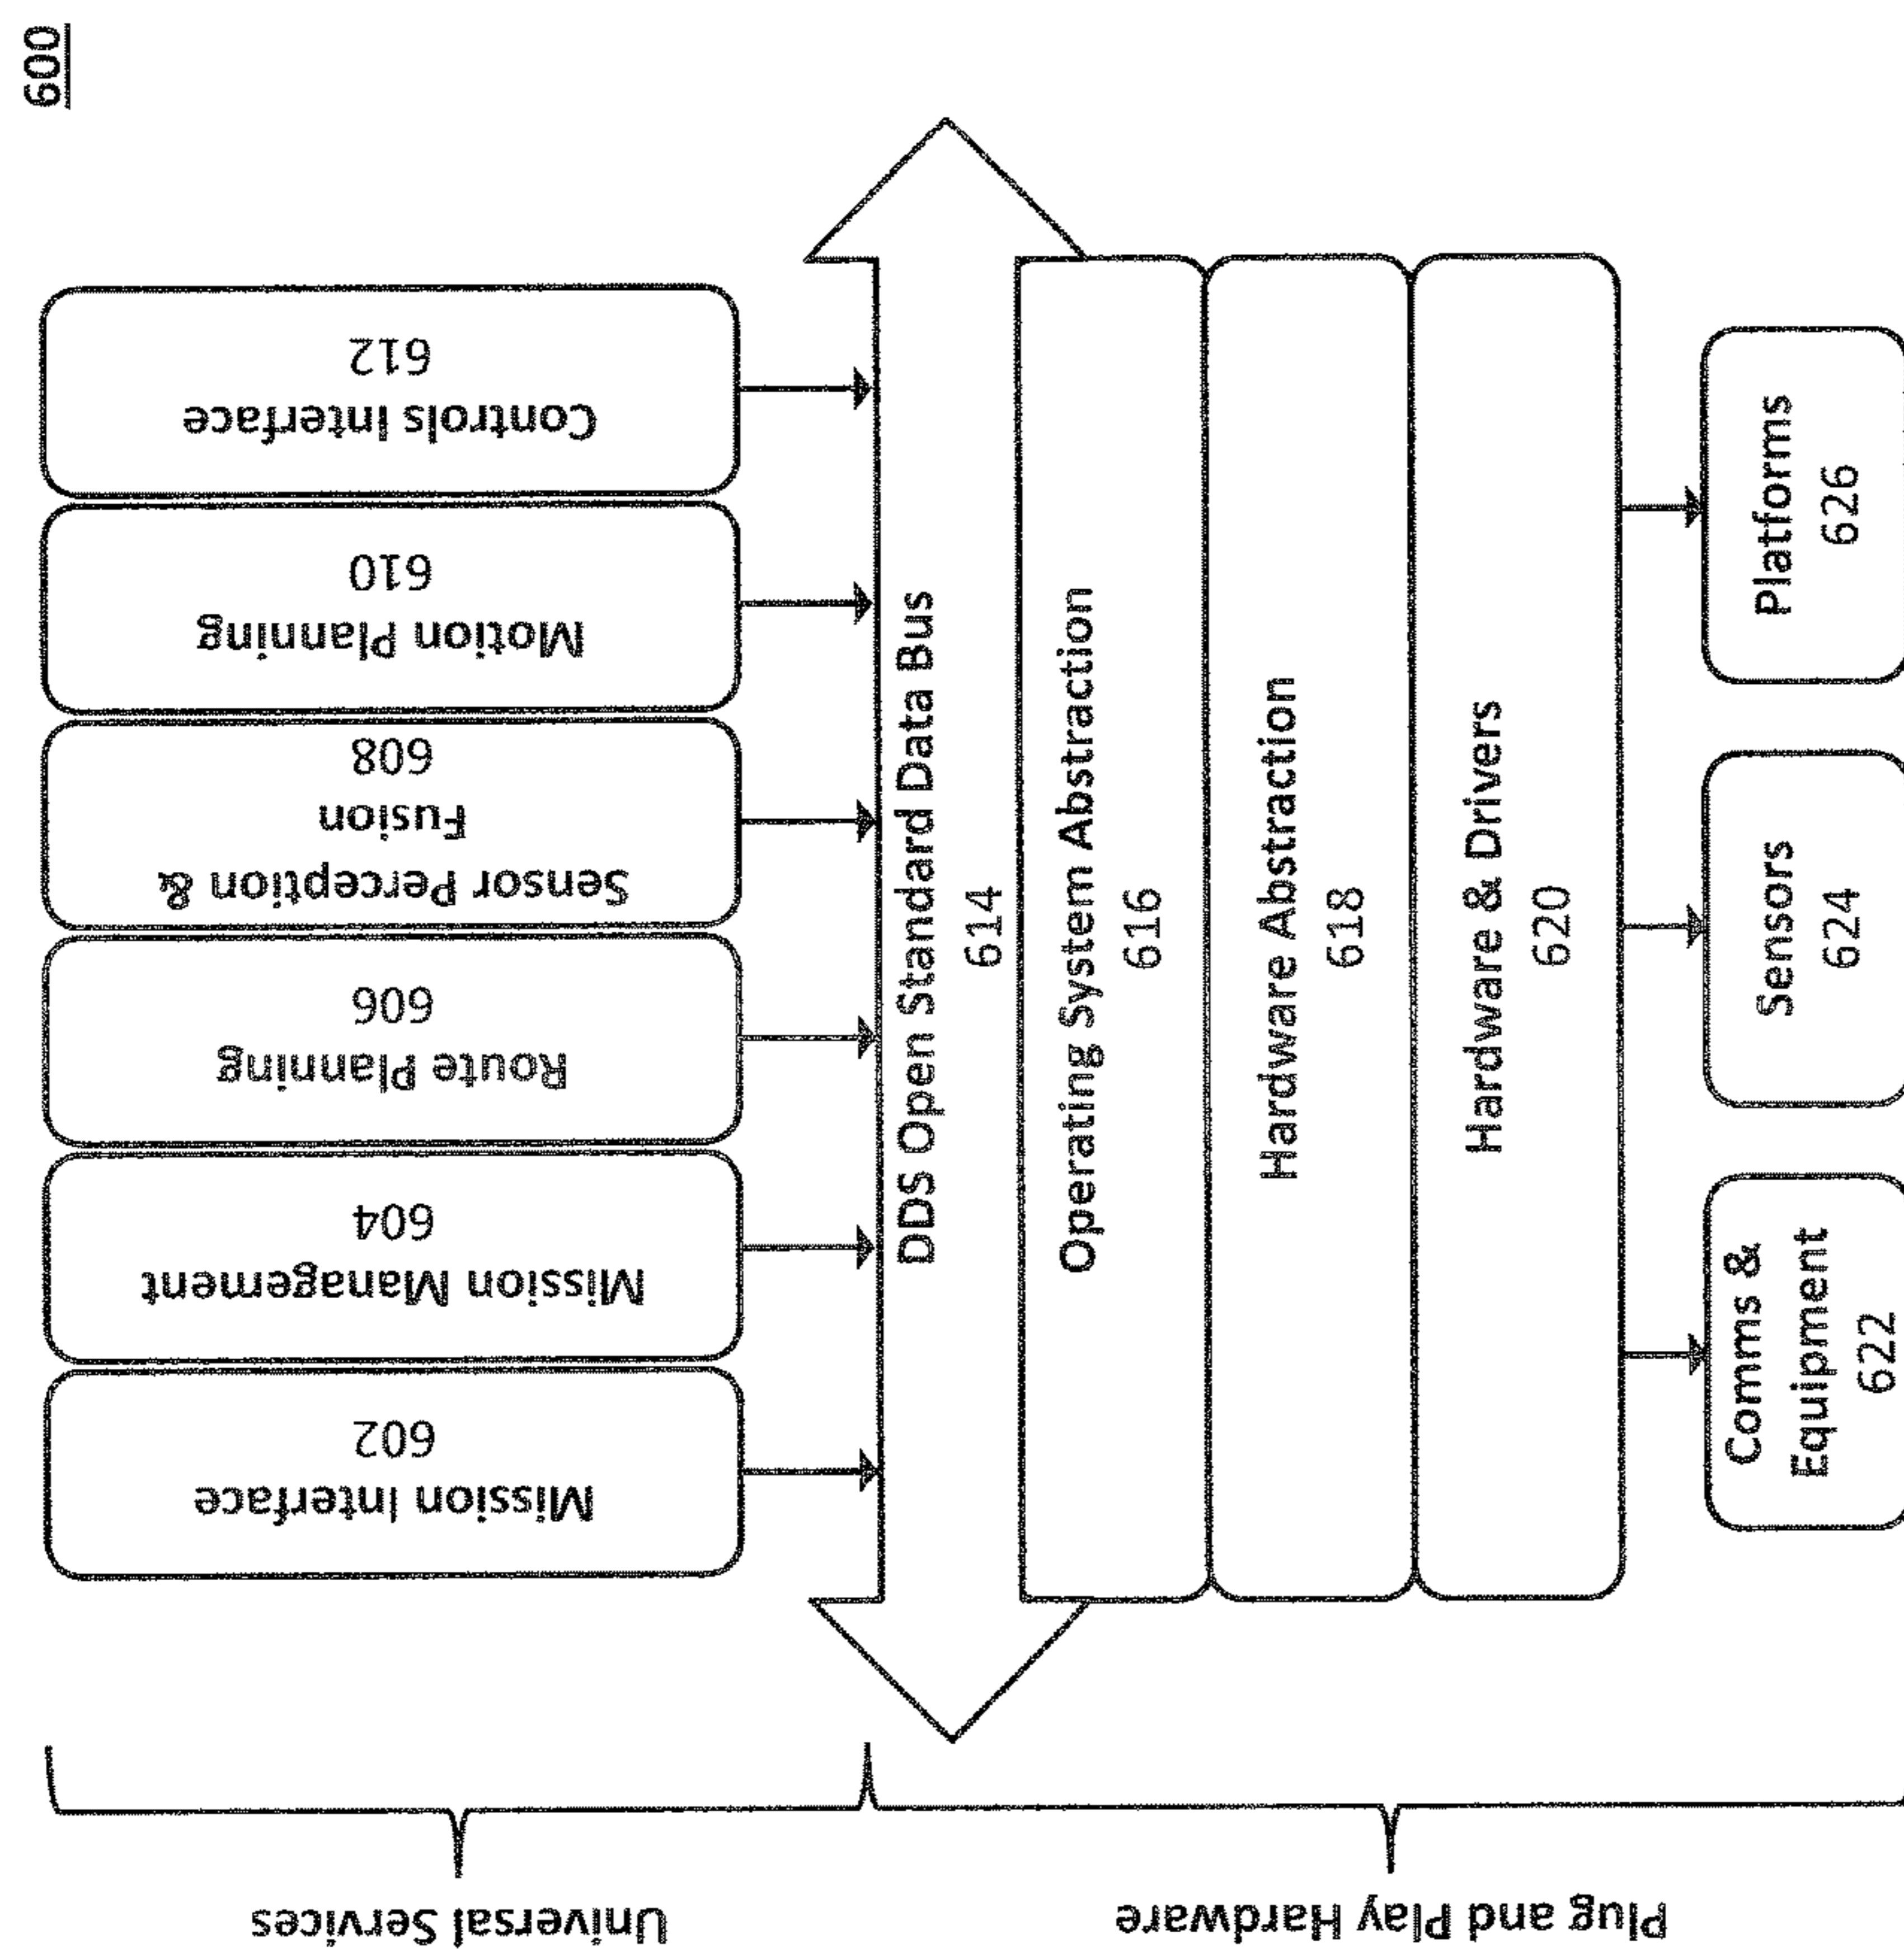 600
Universal Services
Plug and Play Hardware
Mission Interface
602
Mission Management
604
Route Planning
606
Sensor Perception &
Fusion
608
Motion Planning
610
Controls Interface
612
DDS Open Standard Data Bus
614
Operating System Abstraction
616
Hardware Abstraction
618
Hardware & Drivers
620
Comms &
Equipment
622
Sensors
624
Platforms
626